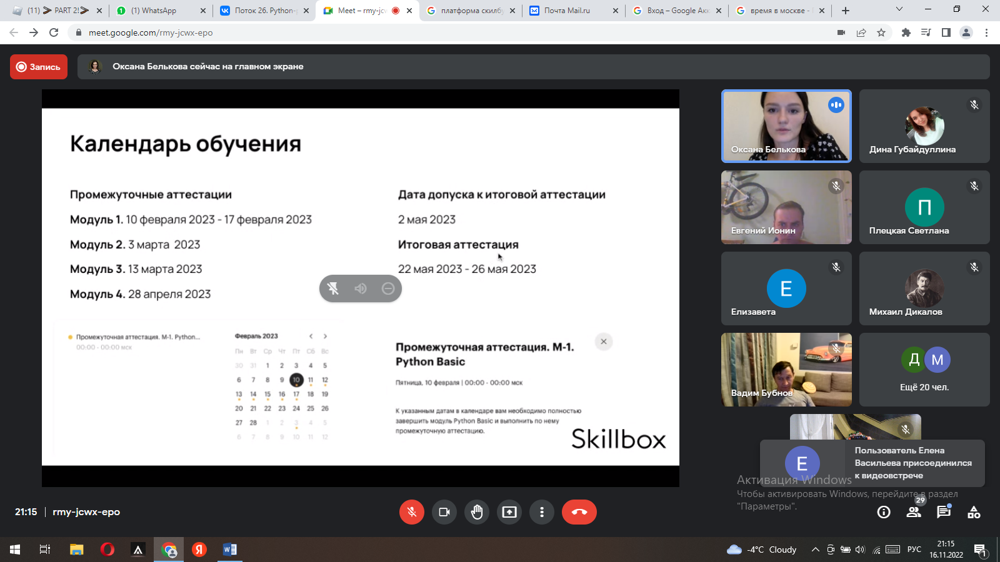 (11) ⋟ PART 2!⋟
(1) WhatsApp
Поток 26. Python-
Meet – rmy-jc
платформа скилбу
Почта Mail.ru
Вход – Google Акк
время в москве -
meet.google.com/rmy-jcwx-epo
Запись
Оксана Белькова сейчас на главном экране
Календарь обучения
Промежуточные аттестации
Модуль 1. 10 февраля 2023 - 17 февраля 2023
Модуль 2. 3 марта 2023
Модуль 3. 13 марта 2023
Модуль 4. 28 апреля 2023
Дата допуска к итоговой аттестации
2 мая 2023
Итоговая аттестация
22 мая 2023 - 26 мая 2023
Промежуточная аттестация. М-1. Python...
00:00 - 00:00 мск
Февраль 2023
Пн Вт Ср Чт Пт Сб Вс
30 31 1 2 3 4 5
6 7 8 9 10 11 12
13 14 15 16 17 18 19
20 21 22 23 24 25 26
27 28 1 2 3 4 5
6 7 8 9 10 11 12
Промежуточная аттестация. М-1.
Python Basic
Пятница, 10 февраля | 00:00 - 00:00 мск
К указанным датам в календаре вам необходимо полностью
завершить модуль Python Basic и выполнить по нему
промежуточную аттестацию.
Skillbox
Оксана Белькова
Дина Губайдуллина
Евгений Ионин
П
Плецкая Светлана
Е
Елизавета
Михаил Дикалов
Вадим Бубнов
Д М
Ещё 20 чел.
Е
Пользователь Елена
Васильева присоединился
к видеовстрече
Активация Windows
Чтобы активировать Windows, перейдите в раздел
"Параметры".
21:15 | rmy-jcwx-epo
29
-4°C Cloudy
РУС
21:15
16.11.2022
1